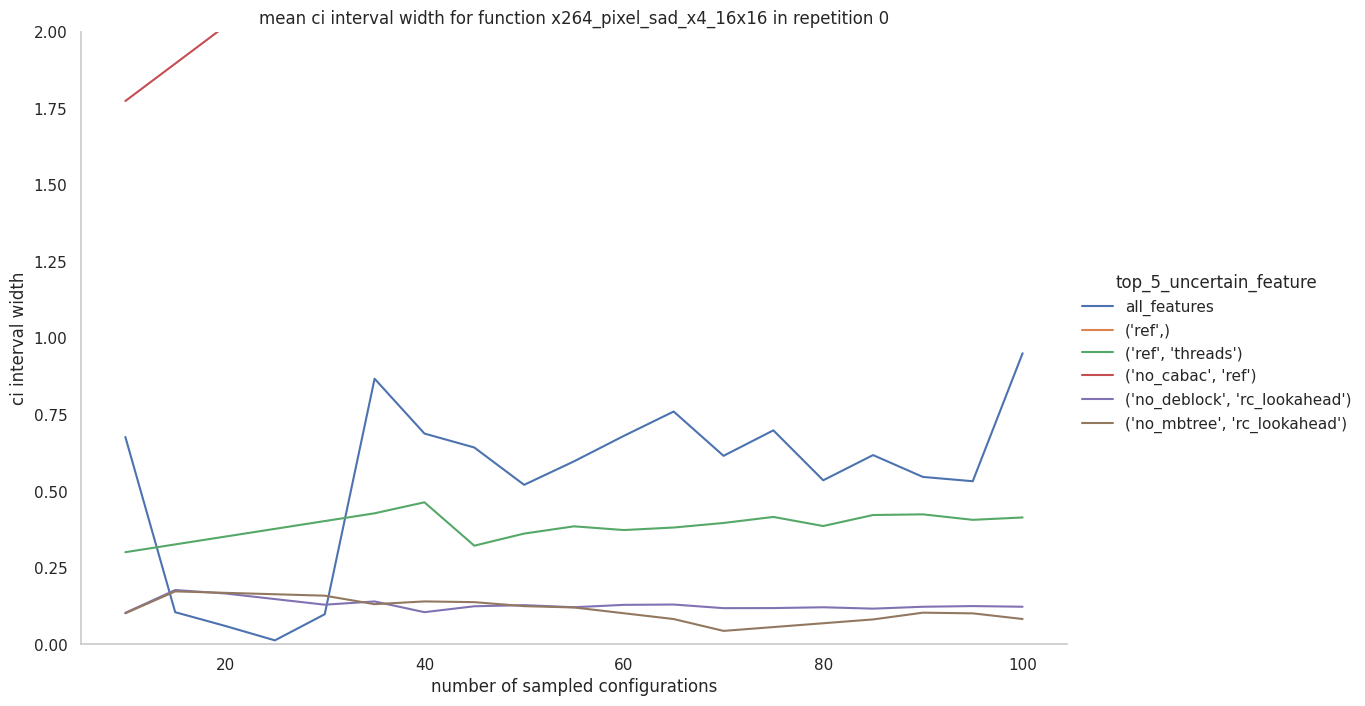 mean ci interval width for function x264_pixel_sad_x4_16x16 in repetition 0
2.00
1.75
1.50
1.25
1.00
0.75
0.50
0.25
0.00
ci interval width
20
40
60
80
100
number of sampled configurations
top_5_uncertain_feature
all_features
('ref',)
('ref', 'threads')
('no_cabac', 'ref')
('no_deblock', 'rc_lookahead')
('no_mbtree', 'rc_lookahead')